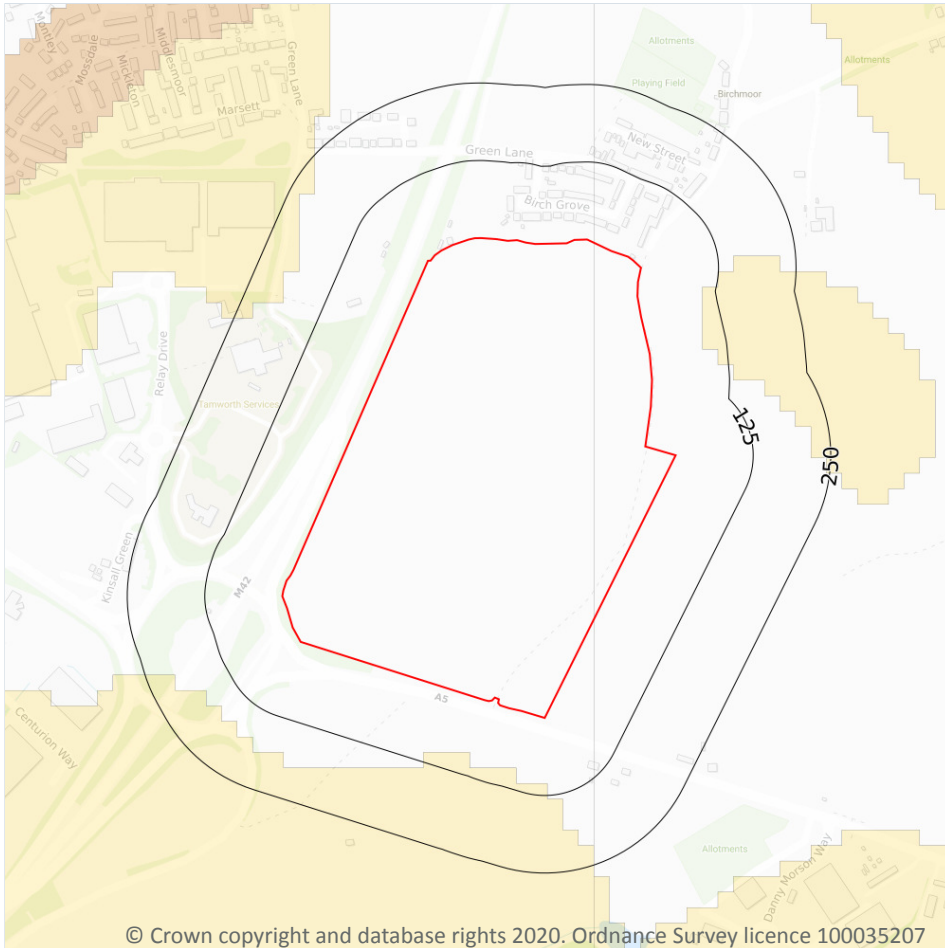 Montley
Mossdale
Mickleton
Middlesmoor
Marsett
Green Lane
Allotments
Playing Field
Birchmoor
Allotments
Green Lane
New Street
Birch Grove
Relay Drive
Tamworth Services
125
250
Kinsall Green
M42
A5
Centurion Way
Allotments
Danny Morson Way
© Crown copyright and database rights 2020. Ordnance Survey licence 100035207